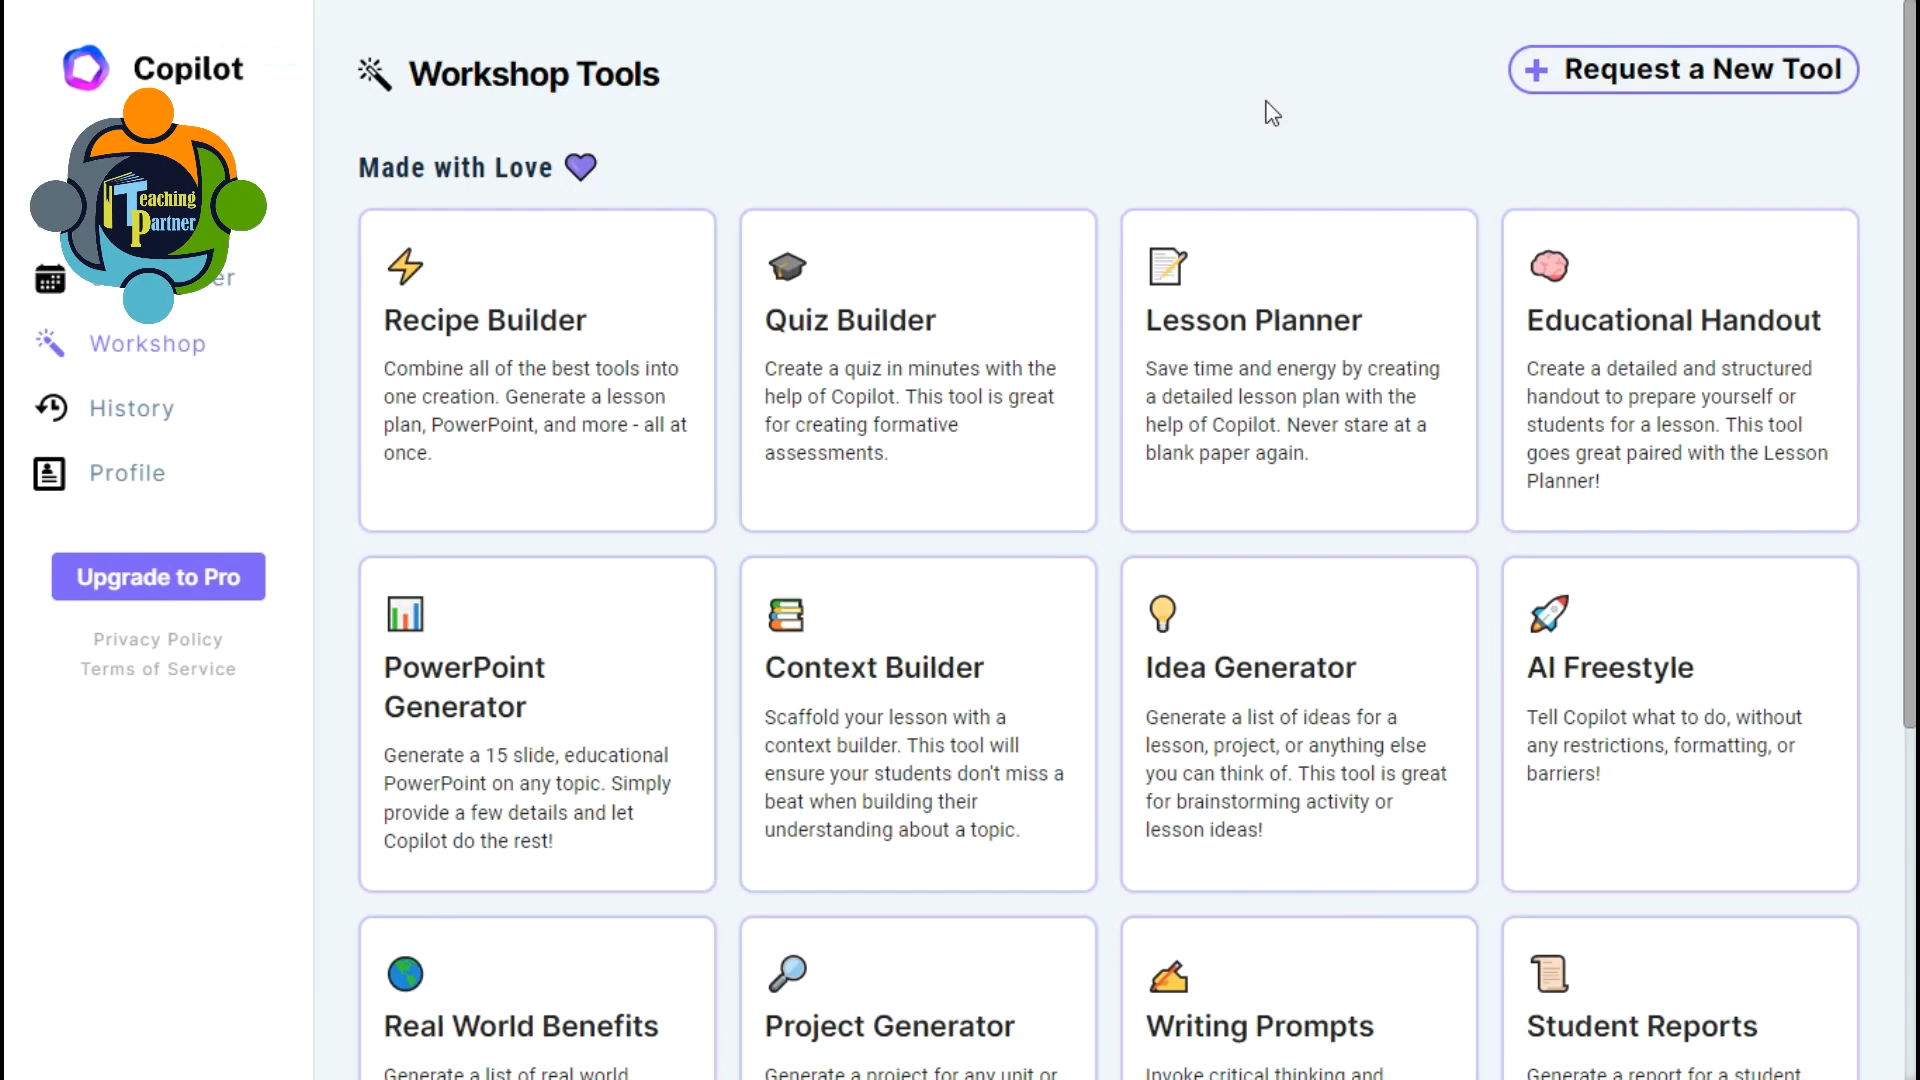 Copilot
Teaching
Partner
er
Workshop
History
Profile
Upgrade to Pro
Privacy Policy
Terms of Service
Workshop Tools
+ Request a New Tool
Made with Love
Recipe Builder
Combine all of the best tools into
one creation. Generate a lesson
plan, PowerPoint, and more - all at
once.
Quiz Builder
Create a quiz in minutes with the
help of Copilot. This tool is great
for creating formative
assessments.
Lesson Planner
Save time and energy by creating
a detailed lesson plan with the
help of Copilot. Never stare at a
blank paper again.
Educational Handout
Create a detailed and structured
handout to prepare yourself or
students for a lesson. This tool
goes great paired with the Lesson
Planner!
PowerPoint
Generator
Generate a 15 slide, educational
PowerPoint on any topic. Simply
provide a few details and let
Copilot do the rest!
Context Builder
Scaffold your lesson with a
context builder. This tool will
ensure your students don't miss a
beat when building their
understanding about a topic.
Idea Generator
Generate a list of ideas for a
lesson, project, or anything else
you can think of. This tool is great
for brainstorming activity or
lesson ideas!
AI Freestyle
Tell Copilot what to do, without
any restrictions, formatting, or
barriers!
Real World Benefits
Generate a list of real world
Project Generator
Generate a project for any unit or
Writing Prompts
Invoke critical thinking and
Student Reports
Generate a report for a student